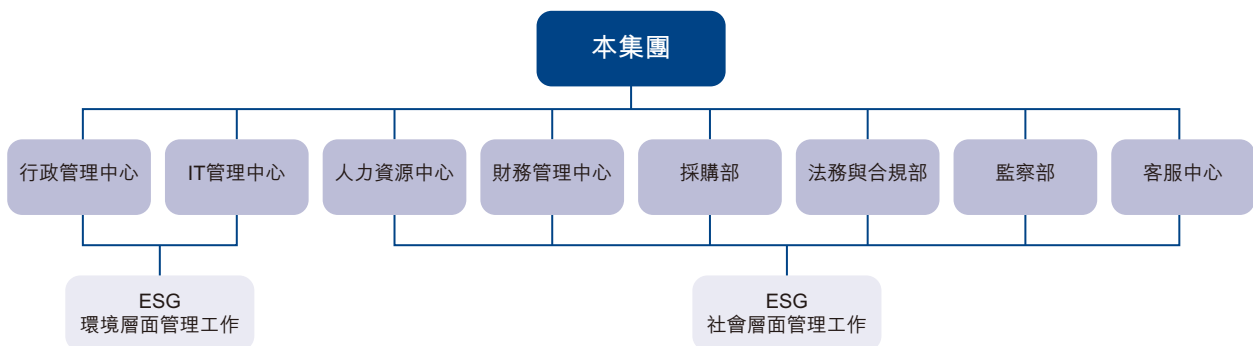 本集團
行政管理中心
IT管理中心
人力資源中心
財務管理中心
採購部
法務與合規部
監察部
客服中心
ESG
環境層面管理工作
ESG
社會層面管理工作